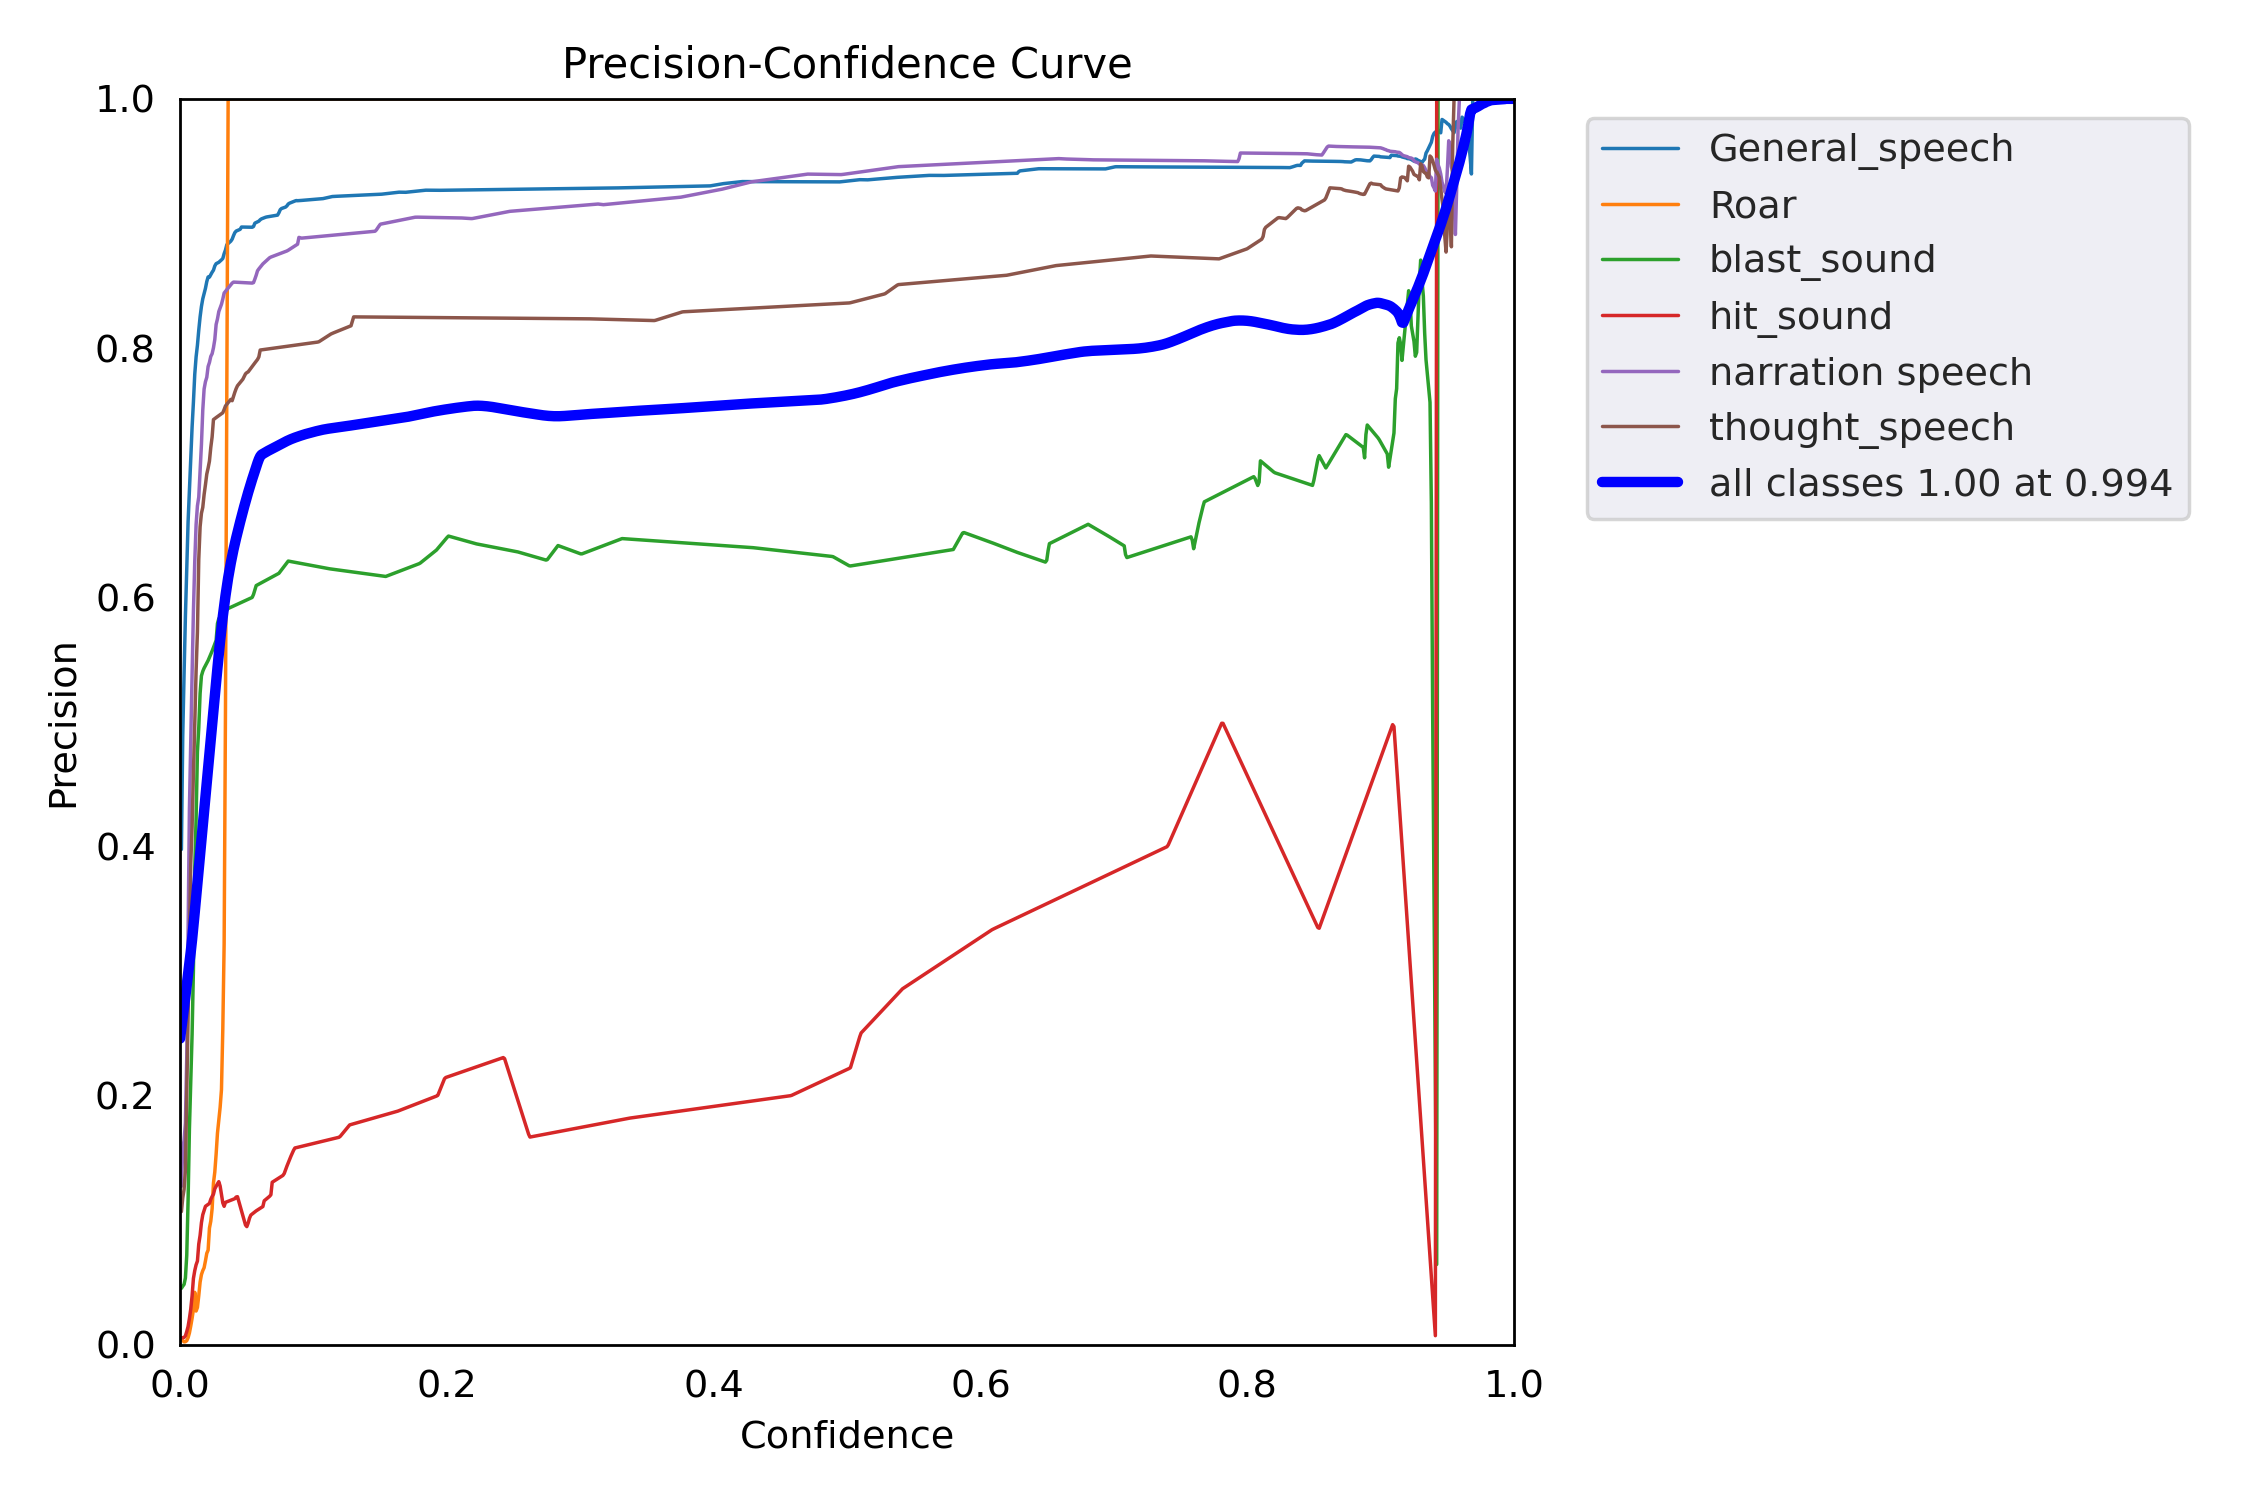 Precision-Confidence Curve
1.0
0.8
0.6
0.4
0.2
0.0
Precision
0.0 0.2 0.4 0.6 0.8 1.0
Confidence
General_speech
Roar
blast_sound
hit_sound
narration speech
thought_speech
all classes 1.00 at 0.994